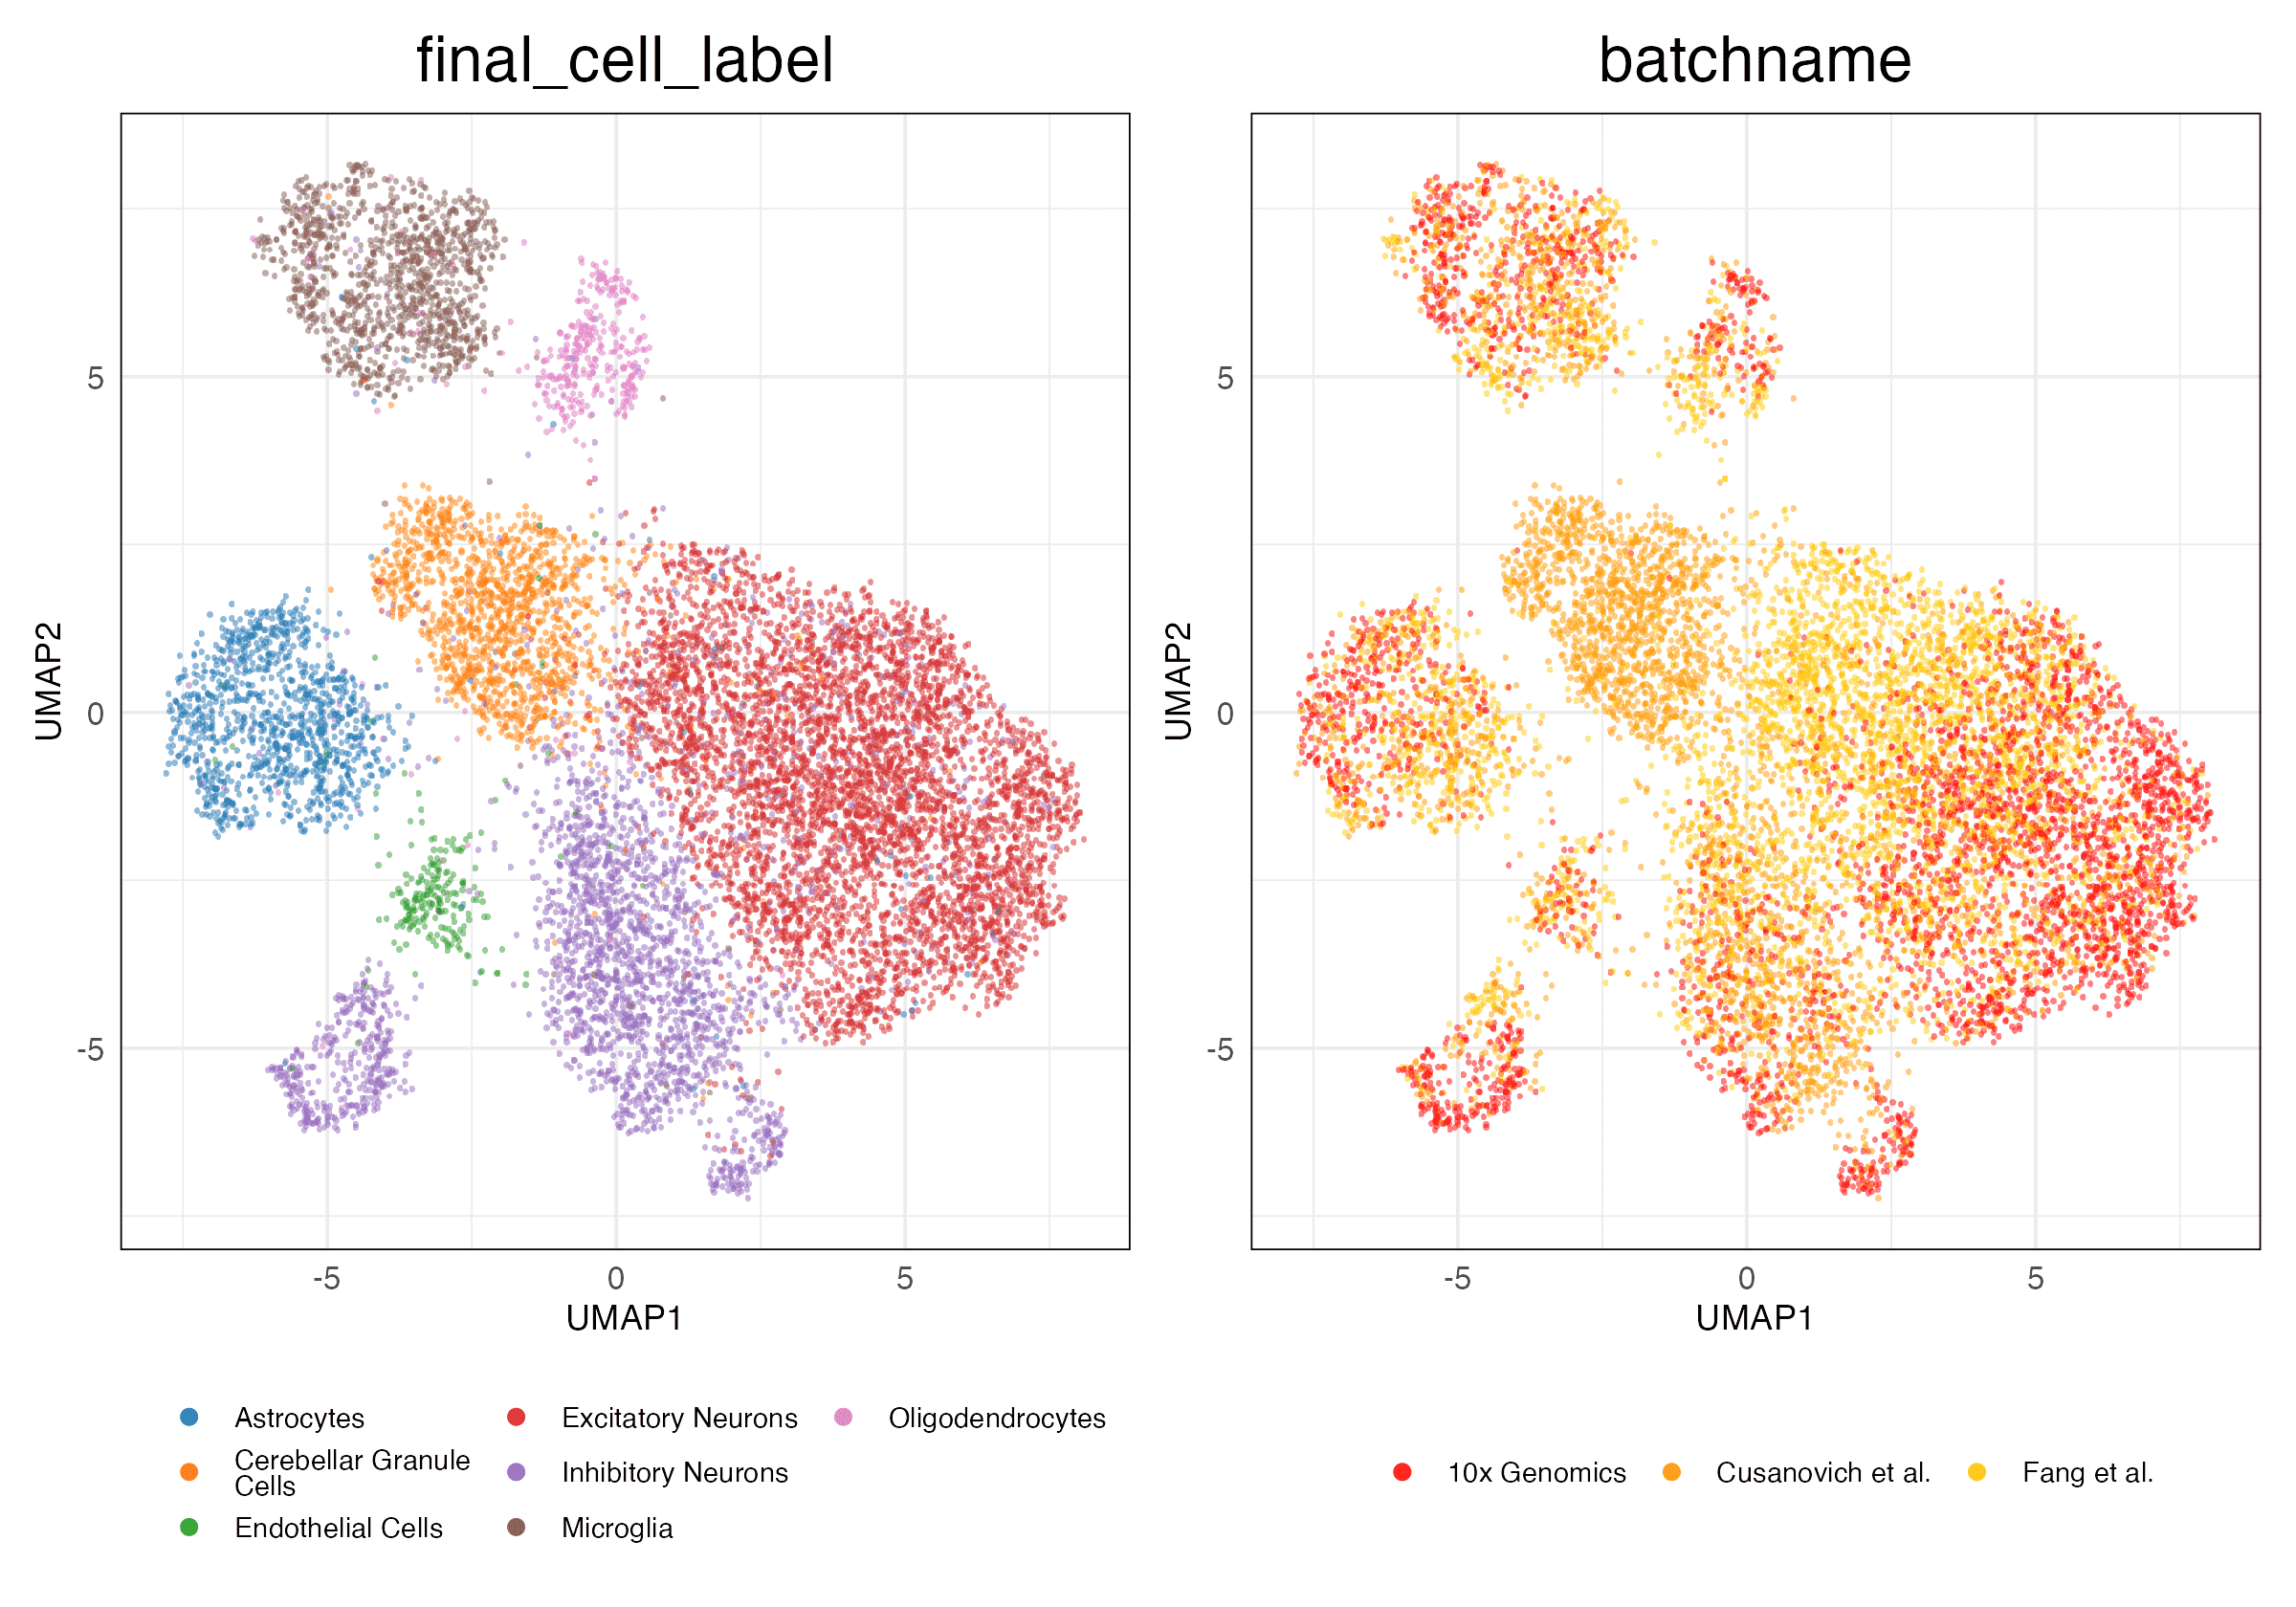 final_cell_label
batchname
5
0
-5
UMAP2
-5 0 5
UMAP1
5
0
-5
UMAP2
-5 0 5
UMAP1
Astrocytes
Cerebellar Granule
Cells
Endothelial Cells
Excitatory Neurons
Inhibitory Neurons
Microglia
Oligodendrocytes
10x Genomics
Cusanovich et al.
Fang et al.